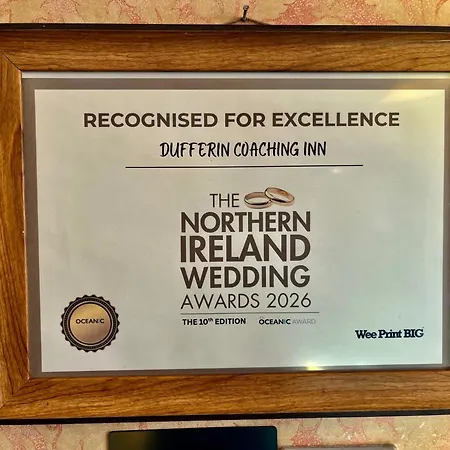 RECOGNISED FOR EXCELLENCE
DUFFERIN COACHING INN
THE
NORTHERN
IRELAND
WEDDING
AWARDS 2026
THE 10th EDITION OCEANIC AWARD
OCEANIC
Wee Print BIG